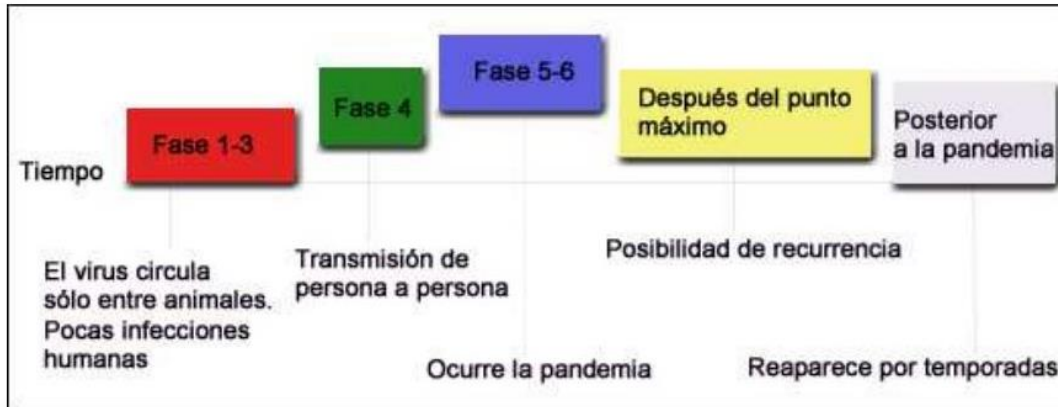 Tiempo
Fase 1-3
Fase 4
Fase 5-6
Después del punto
máximo
Posterior
a la pandemia
El virus circula
sólo entre animales.
Pocas infecciones
humanas
Transmisión de
persona a persona
Ocurre la pandemia
Posibilidad de recurrencia
Reaparece por temporadas